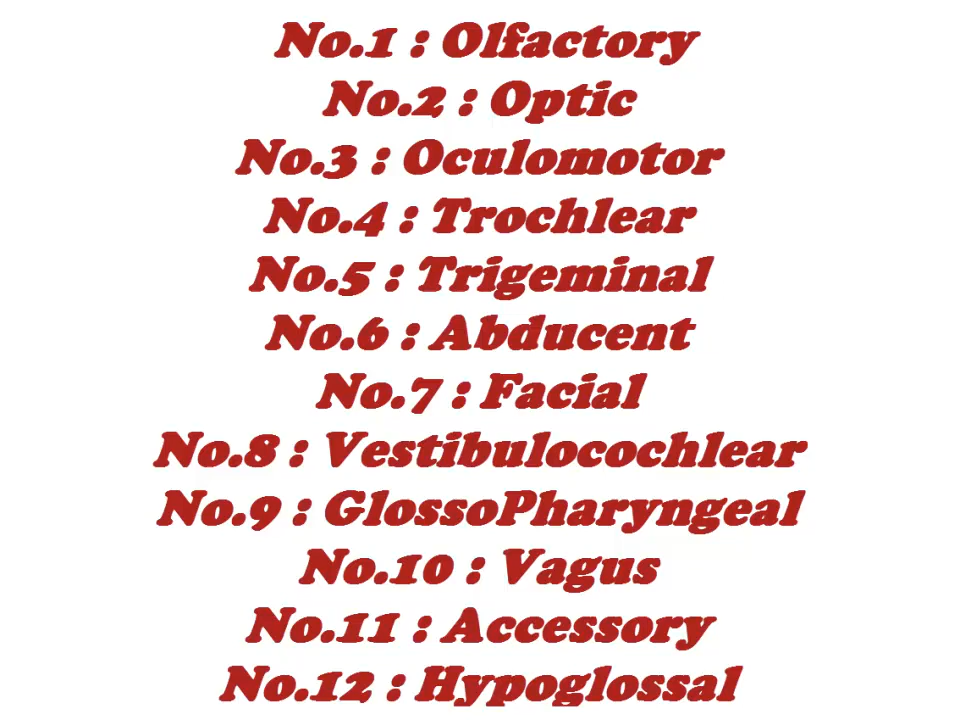 No.1 : Olfactory
No.2 : Optic
No.3 : Oculomotor
No.4 : Trochlear
No.5 : Trigeminal
No.6 : Abducent
No.7 : Facial
No.8 : Vestibulocochlear
No.9 : GlossoPharyngeal
No.10 : Vagus
No.11 : Accessory
No.12 : Hypoglossal